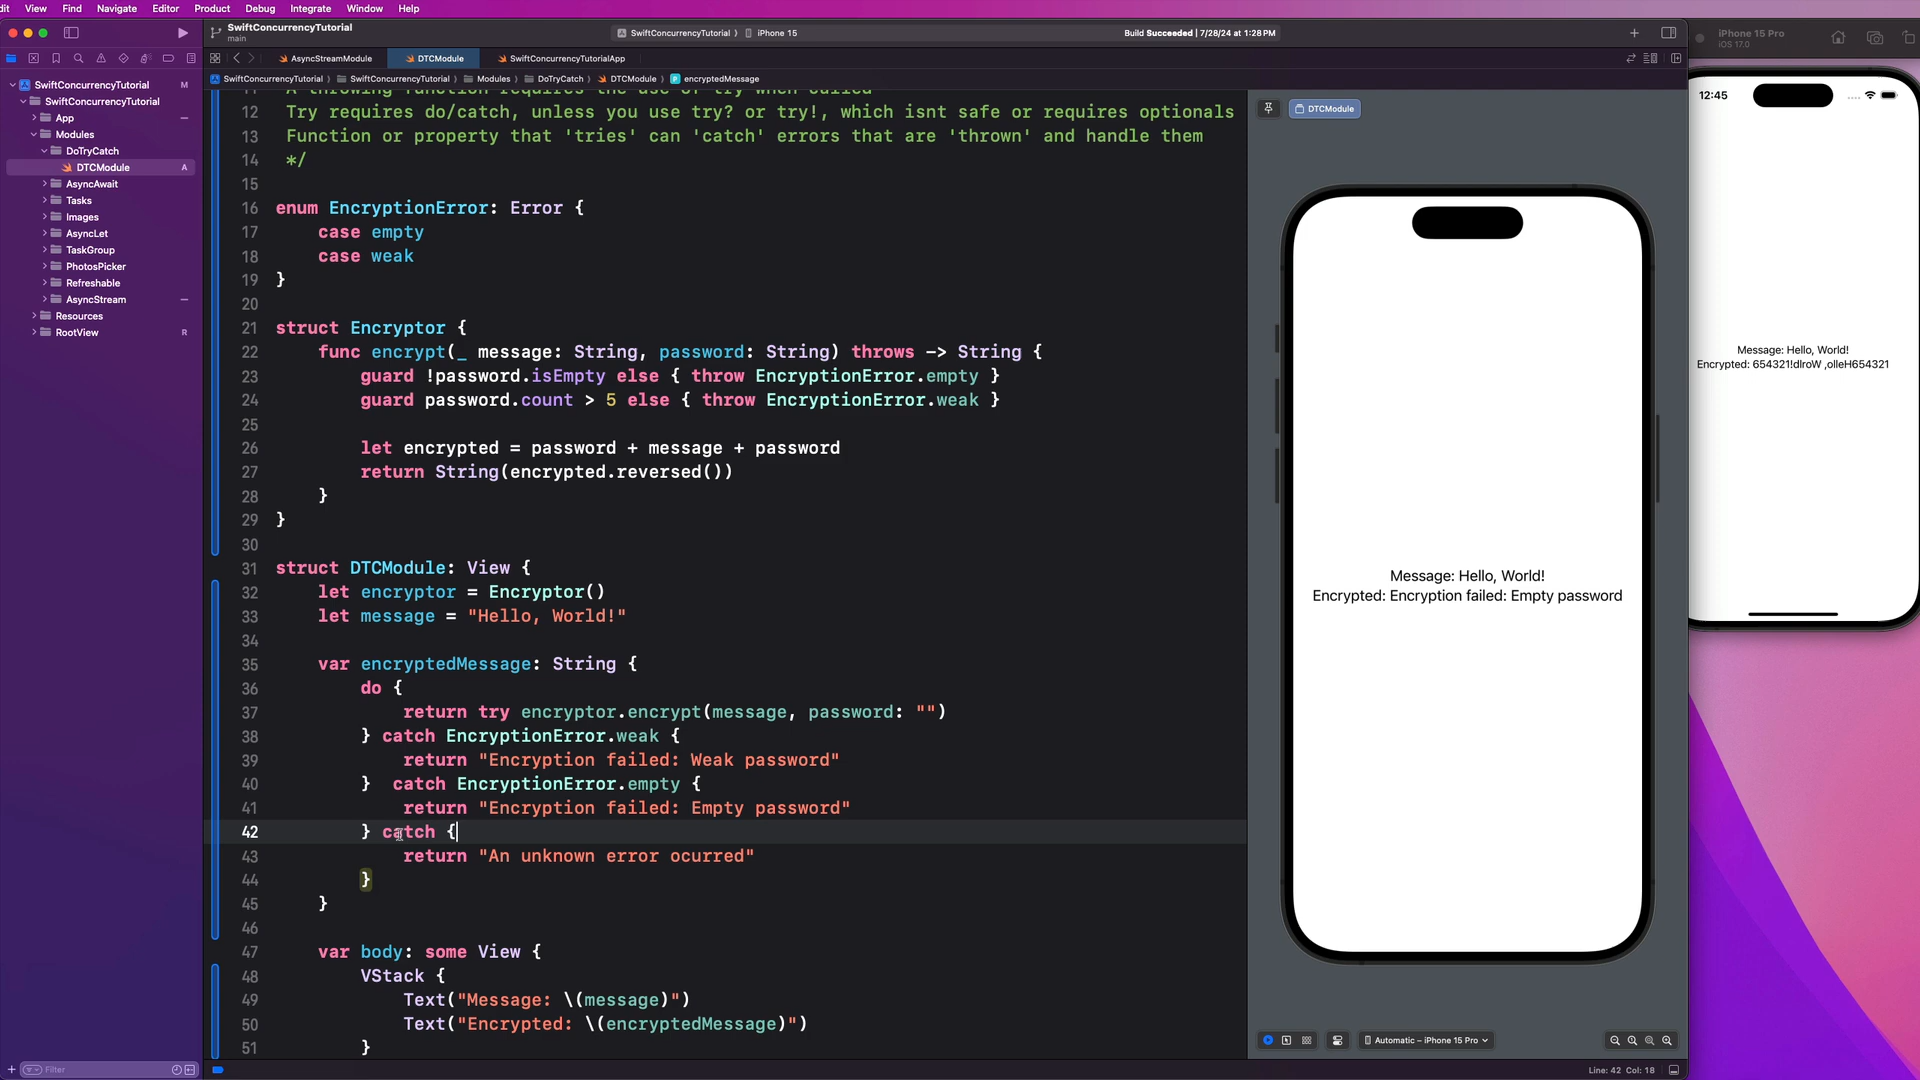 dit View Find Navigate Editor Product Debug Integrate Window Help
SwiftConcurrencyTutorial
main
SwiftConcurrencyTutorial ⟩ iPhone 15
Build Succeeded | 7/28/24 at 1:28 PM
iPhone 15 Pro
iOS 17.0
AsyncStreamModule DTCModule SwiftConcurrencyTutorialApp
SwiftConcurrencyTutorial ⟩ SwiftConcurrencyTutorial ⟩ Modules ⟩ DoTryCatch ⟩ DTCModule ⟩ P encryptedMessage
SwiftConcurrencyTutorial M
SwiftConcurrencyTutorial
App
Modules
DoTryCatch
DTCModule A
AsyncAwait
Tasks
Images
AsyncLet
TaskGroup
PhotosPicker
Refreshable
AsyncStream
Resources
RootView R
Filter
11 A throwing function requires the use of try when called
12 Try requires do/catch, unless you use try? or try!, which isnt safe or requires optionals
13 Function or property that 'tries' can 'catch' errors that are 'thrown' and handle them
14 */
15
16 enum EncryptionError: Error {
17 case empty
18 case weak
19 }
20
21 struct Encryptor {
22 func encrypt(_ message: String, password: String) throws -> String {
23 guard !password.isEmpty else { throw EncryptionError.empty }
24 guard password.count > 5 else { throw EncryptionError.weak }
25
26 let encrypted = password + message + password
27 return String(encrypted.reversed())
28 }
29 }
30
31 struct DTCModule: View {
32 let encryptor = Encryptor()
33 let message = "Hello, World!"
34
35 var encryptedMessage: String {
36 do {
37 return try encryptor.encrypt(message, password: "")
38 } catch EncryptionError.weak {
39 return "Encryption failed: Weak password"
40 }  catch EncryptionError.empty {
41 return "Encryption failed: Empty password"
42 } catch {
43 return "An unknown error ocurred"
44 }
45 }
46
47 var body: some View {
48 VStack {
49 Text("Message: \(message)")
50 Text("Encrypted: \(encryptedMessage)")
51 }
DTCModule
Message: Hello, World!
Encrypted: Encryption failed: Empty password
Automatic – iPhone 15 Pro
Line: 42 Col: 18
12:45
Message: Hello, World!
Encrypted: 654321!dlroW ,olleH654321